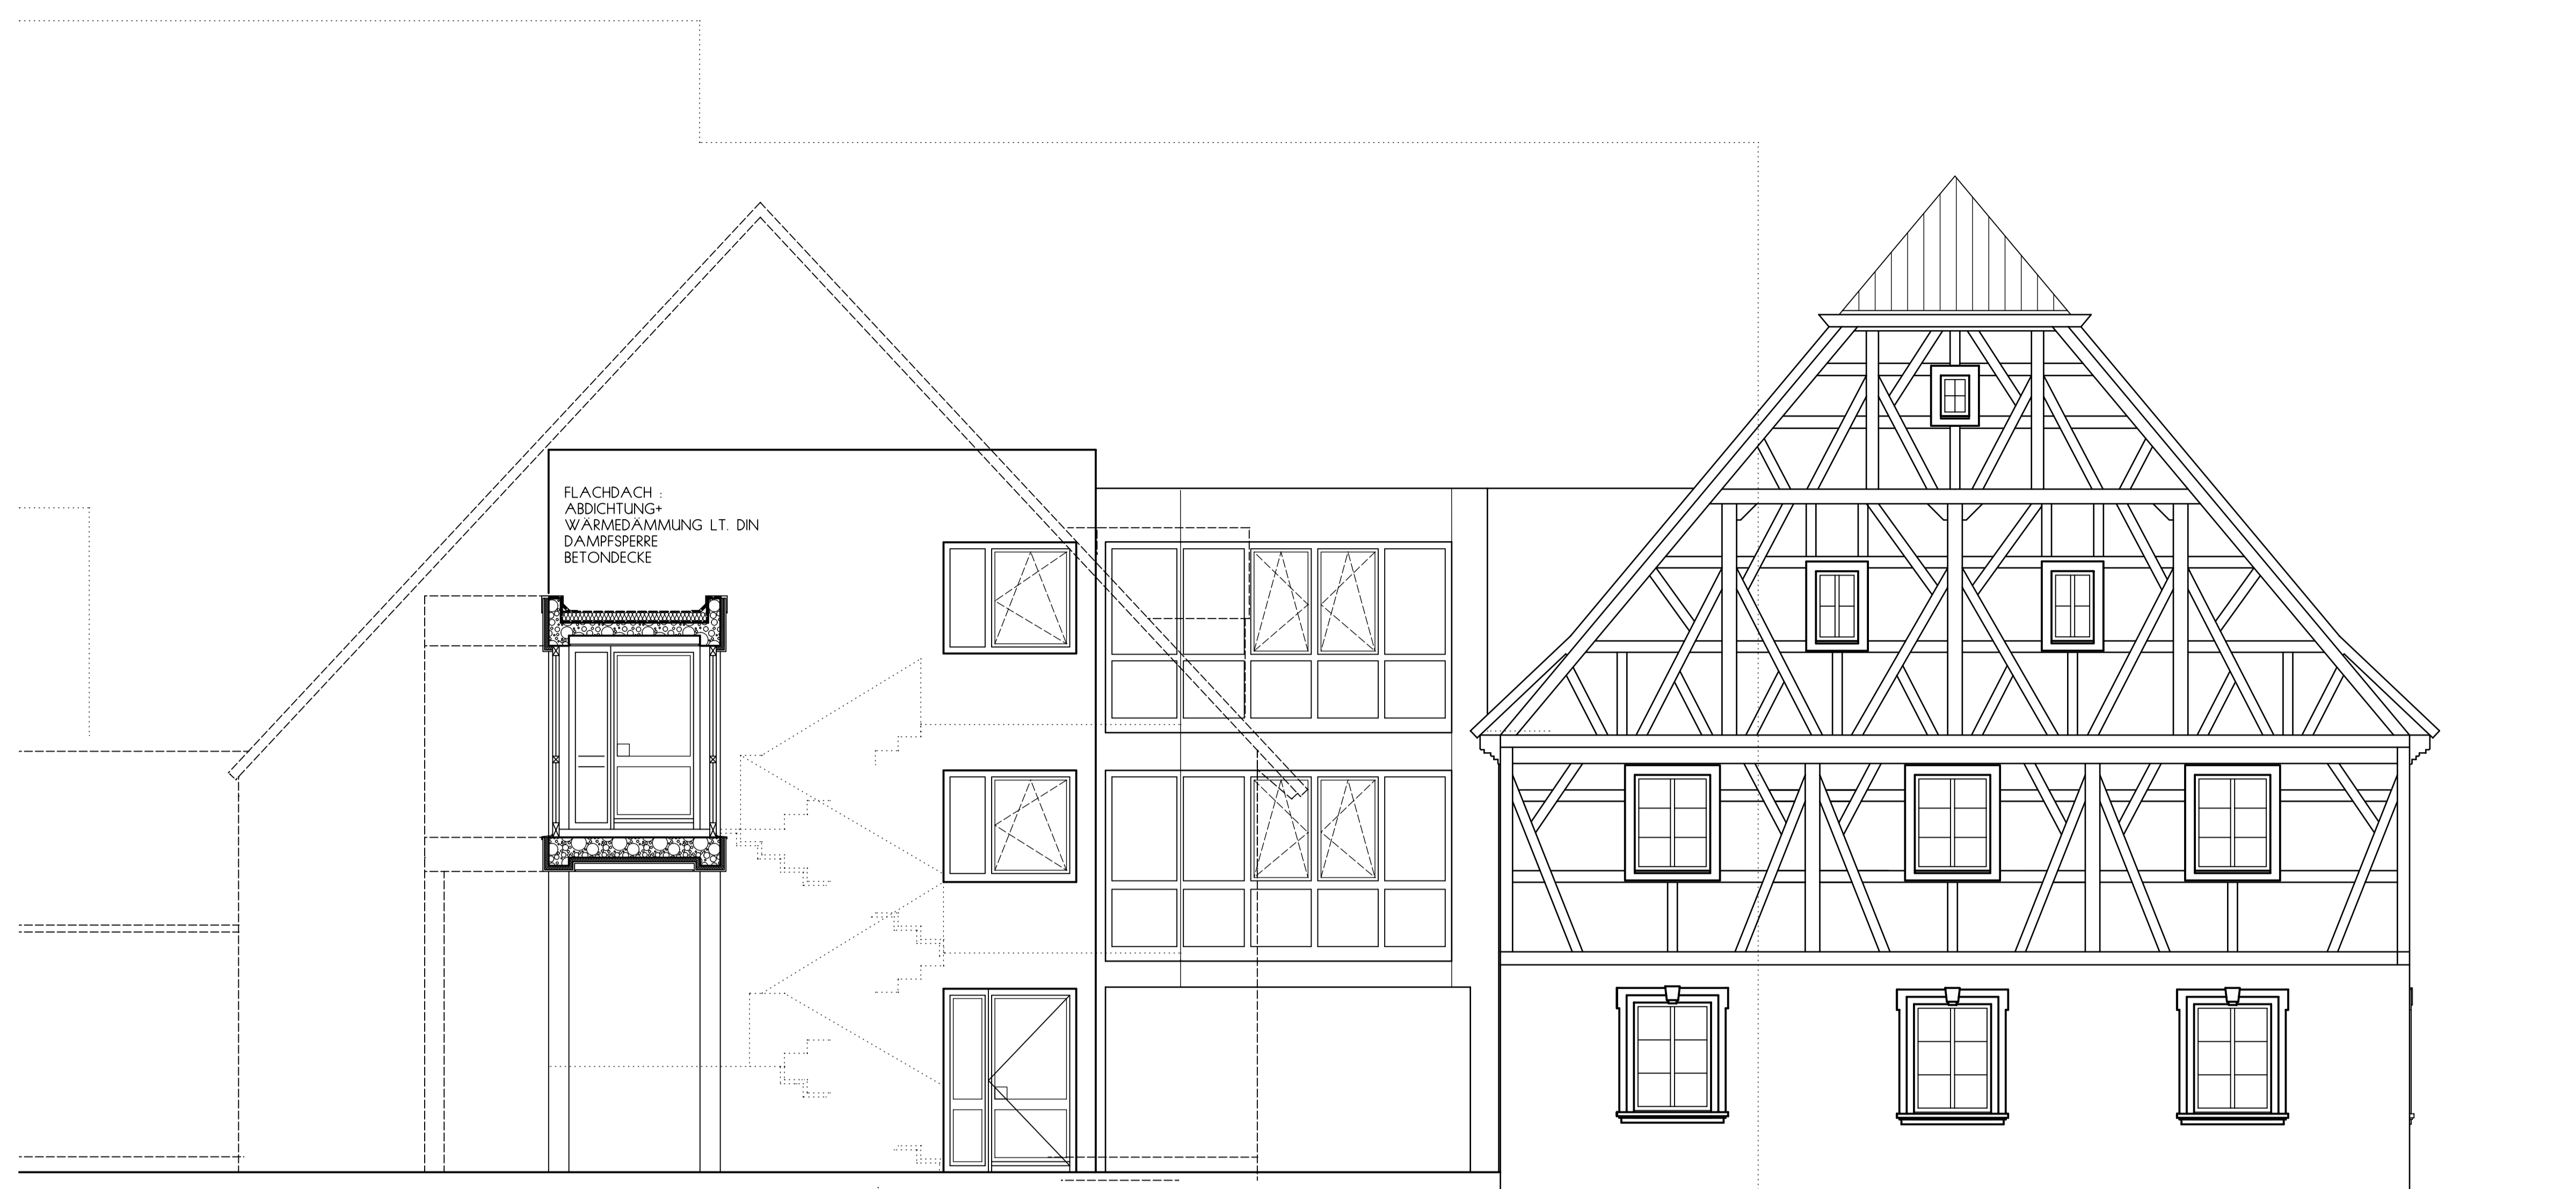 FLACHDACH :
ABDICHTUNG+
WÄRMEDÄMMUNG LT. DIN
DAMPFSPERRE
BETONDECKE